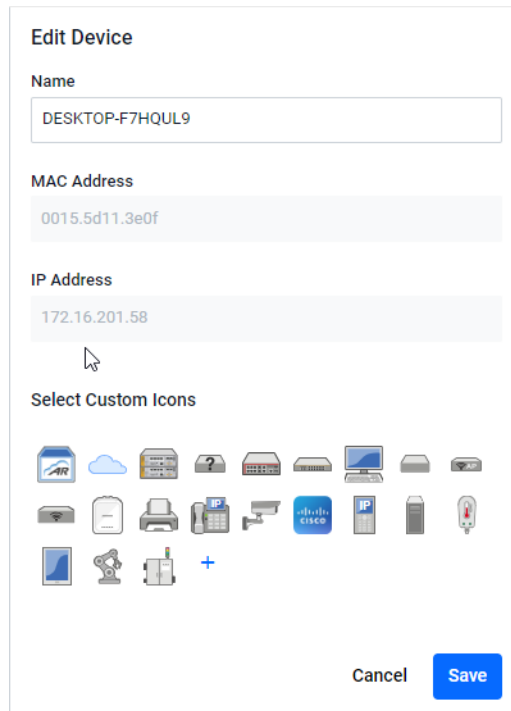 Edit Device
Name
DESKTOP-F7HQUL9
MAC Address
0015.5d11.3e0f
IP Address
172.16.201.58
Select Custom Icons
AR
?
AP
IP
CISCO
IP
+
Cancel
Save